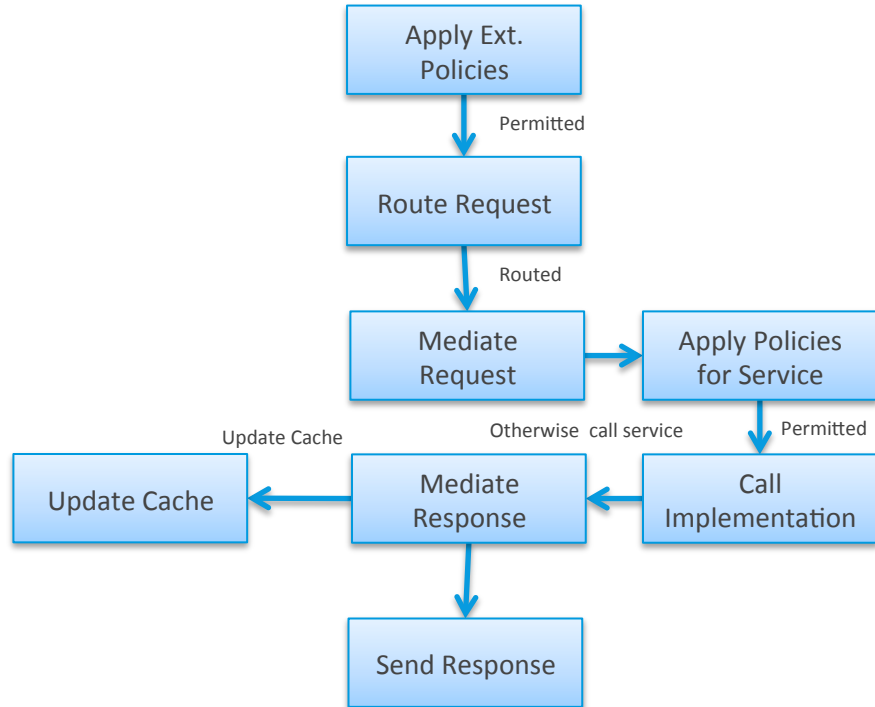 Apply Ext.
Policies
Permitted
Route Request
Routed
Mediate
Request
Apply Policies
for Service
Permitted
Otherwise call service
Update Cache
Update Cache
Mediate
Response
Call
Implementation
Send Response